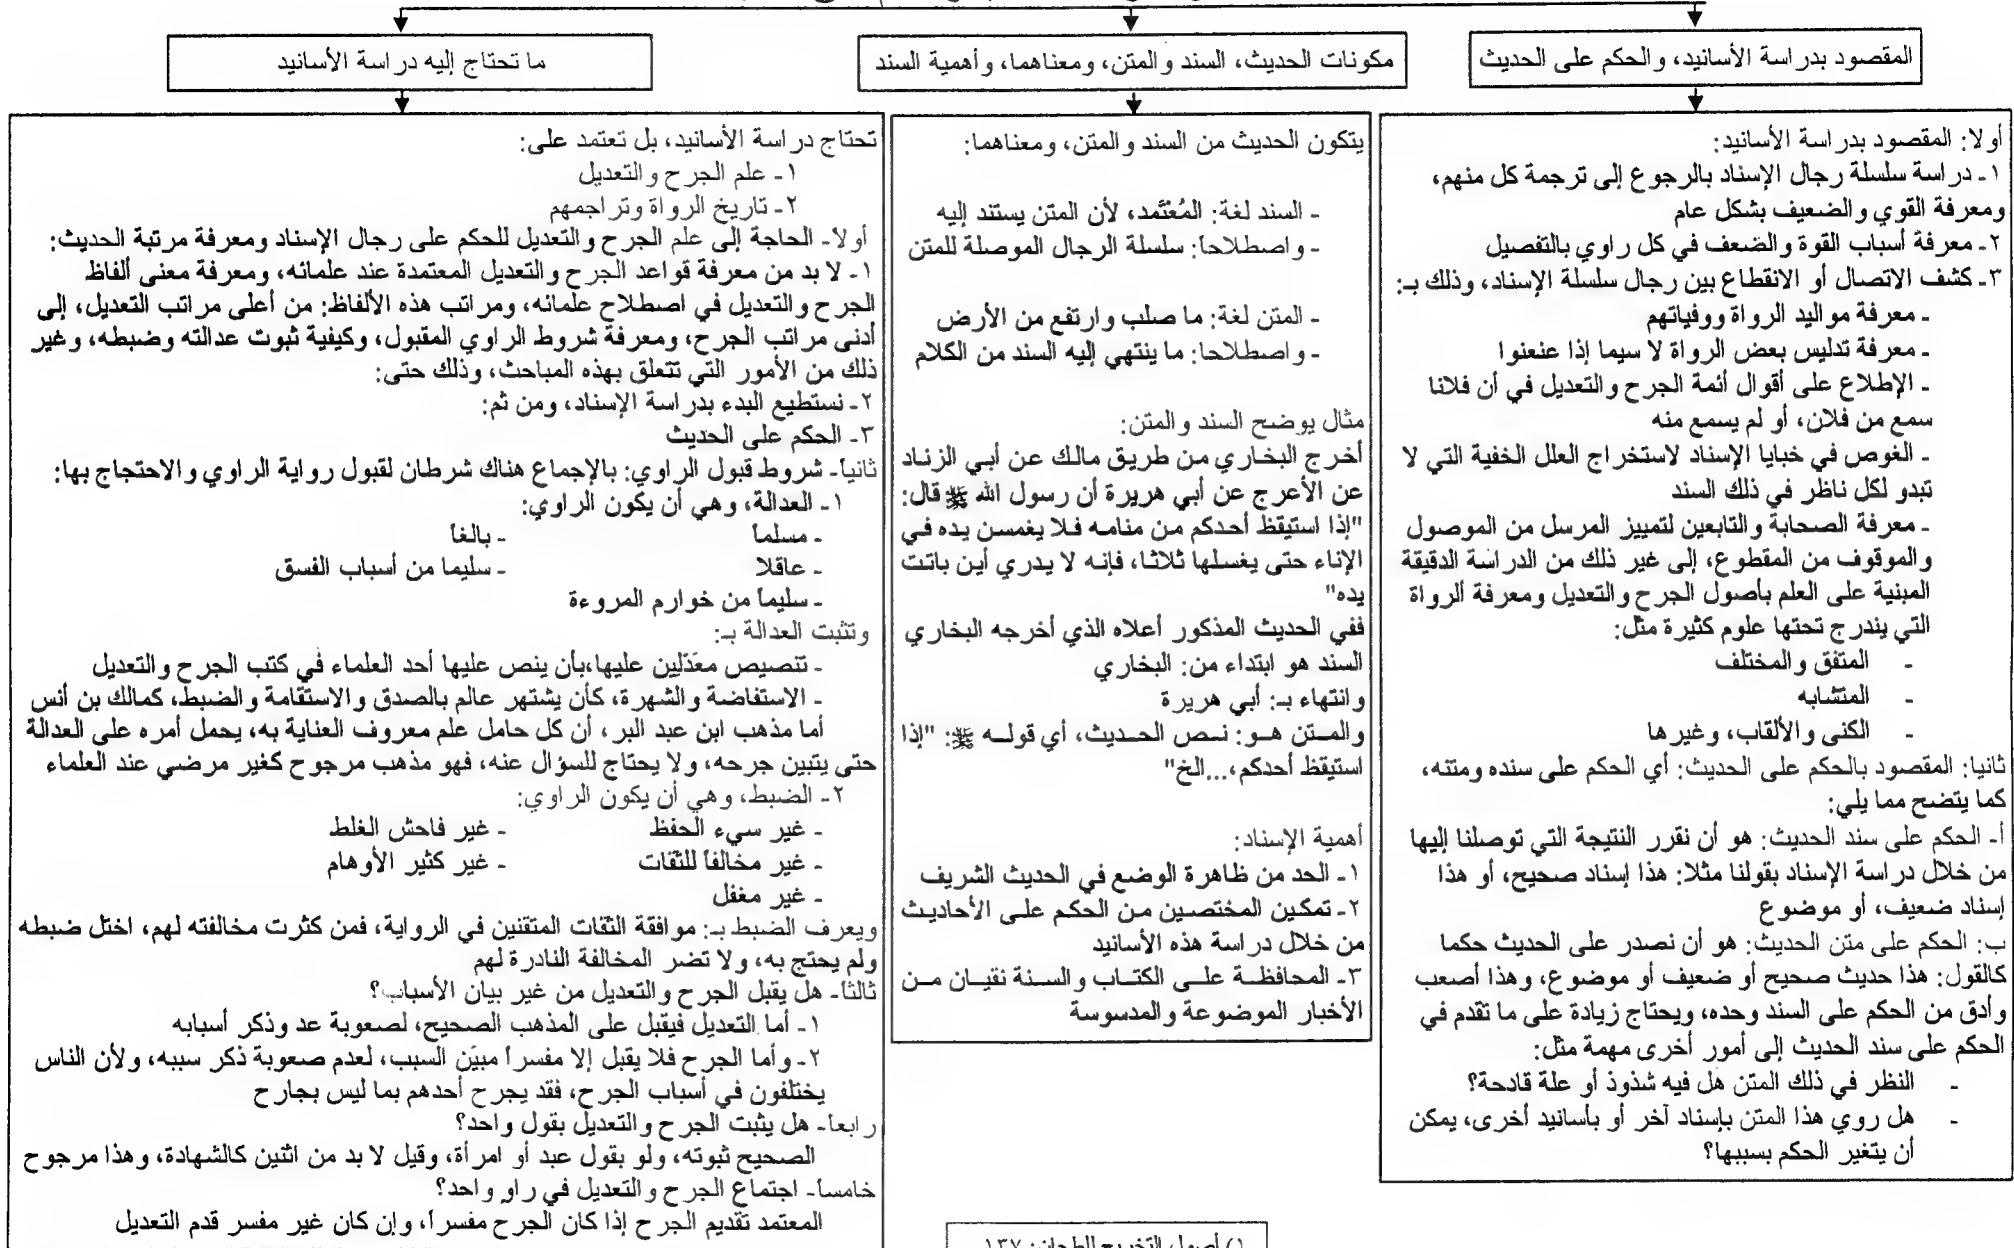 المقصود بدراسة الأسانيد، والحكم على الحديث
أولا: المقصود بدراسة الأسانيد:
١- دراسة سلسلة رجال الإسناد بالرجوع إلى ترجمة كل منهم،
ومعرفة القوي والضعيف بشكل عام
٢- معرفة أسباب القوة والضعف في كل راوي بالتفصيل
٣- كشف الاتصال أو الانقطاع بين رجال سلسلة الإسناد، وذلك بـ:
- معرفة مواليد الرواة ووفياتهم
- معرفة تدليس بعض الرواة لا سيما إذا عنعنوا
- الإطلاع على أقوال أئمة الجرح والتعديل في أن فلانا
سمع من فلان، أو لم يسمع منه
- الغوص في خبايا الإسناد لاستخراج العلل الخفية التي لا
تبدو لكل ناظر في ذلك السند
- معرفة الصحابة والتابعين لتمييز المرسل من الموصول
والموقوف من المقطوع، إلى غير ذلك من الدراسة الدقيقة
المبنية على العلم بأصول الجرح والتعديل ومعرفة الرواة
التي يندرج تحتها علوم كثيرة مثل:
- المتفق والمختلف
- المتشابه
- الكنى والألقاب، وغيرها
ثانيا: المقصود بالحكم على الحديث: أي الحكم على سنده ومتنه،
كما يتضح مما يلي:
أ- الحكم على سند الحديث: هو أن نقرر النتيجة التي توصلنا إليها
من خلال دراسة الإسناد بقولنا مثلا: هذا إسناد صحيح، أو هذا
إسناد ضعيف، أو موضوع
ب: الحكم على متن الحديث: هو أن نصدر على الحديث حكما
كالقول: هذا حديث صحيح أو ضعيف أو موضوع، وهذا أصعب
وأدق من الحكم على السند وحده، ويحتاج زيادة على ما تقدم في
الحكم على سند الحديث إلى أمور أخرى مهمة مثل:
- النظر في ذلك المتن هل فيه شذوذ أو علة قادحة؟
- هل روي هذا المتن بإسناد آخر أو بأسانيد أخرى، يمكن
أن يتغير الحكم بسببها؟
مكونات الحديث، السند والمتن، ومعناهما، وأهمية السند
يتكون الحديث من السند والمتن، ومعناهما:
- السند لغة: المُعْتَمد، لأن المتن يستند إليه
- واصطلاحاً: سلسلة الرجال الموصلة للمتن
- المتن لغة: ما صلب وارتفع من الأرض
- واصطلاحا: ما ينتهي إليه السند من الكلام
مثال يوضح السند والمتن:
أخرج البخاري من طريق مالك عن أبي الزناد
عن الأعرج عن أبي هريرة أن رسول الله ﷺ قال:
"إذا استيقظ أحدكم من منامه فلا يغمسن يده في
الإناء حتى يغسلها ثلاثا، فإنه لا يدري أين باتت
يده"
ففي الحديث المذكور أعلاه الذي أخرجه البخاري
السند هو ابتداء من: البخاري
وانتهاء بـ: أبي هريرة
والمـتن هـو: نـص الحـديث، أي قولـه ﷺ: "إذا
استيقظ أحدكم،...الخ"
أهمية الإسناد:
١- الحد من ظاهرة الوضع في الحديث الشريف
٢- تمكين المختصين من الحكم على الأحاديث
من خلال دراسة هذه الأسانيد
٣- المحافظـة علـى الكتـاب والسـنة نقيـان مـن
الأخبار الموضوعة والمدسوسة
ما تحتاج إليه دراسة الأسانيد
تحتاج دراسة الأسانيد، بل تعتمد على:
١- علم الجرح والتعديل
٢- تاريخ الرواة وتراجمهم
أولا- الحاجة إلى علم الجرح والتعديل للحكم على رجال الإسناد ومعرفة مرتبة الحديث:
١- لا بد من معرفة قواعد الجرح والتعديل المعتمدة عند علمائه، ومعرفة معنى ألفاظ
الجرح والتعديل في اصطلاح علمائه، ومراتب هذه الألفاظ: من أعلى مراتب التعديل، إلى
أدنى مراتب الجرح، ومعرفة شروط الراوي المقبول، وكيفية ثبوت عدالته وضبطه، وغير
ذلك من الأمور التي تتعلق بهذه المباحث، وذلك حتى:
٢- نستطيع البدء بدراسة الإسناد، ومن ثم:
٣- الحكم على الحديث
ثانيا- شروط قبول الراوي: بالإجماع هناك شرطان لقبول رواية الراوي والاحتجاج بها:
١- العدالة، وهي أن يكون الراوي:
- مسلما - بالغا
- عاقلا - سليما من أسباب الفسق
- سليماً من خوارم المروءة
وتثبت العدالة بـ:
- تنصيص معَدّلين عليها،بأن ينص عليها أحد العلماء في كتب الجرح والتعديل
- الاستفاضة والشهرة، كأن يشتهر عالم بالصدق والاستقامة والضبط، كمالك بن أنس
أما مذهب ابن عبد البر، أن كل حامل علم معروف العناية به، يحمل أمره على العدالة
حتى يتبين جرحه، ولا يحتاج للسؤال عنه، فهو مذهب مرجوح كغير مرضي عند العلماء
٢- الضبط، وهي أن يكون الراوي:
- غير سيء الحفظ - غير فاحش الغلط
- غير مخالفاً للثقات - غير كثير الأوهام
- غير مغفل
ويعرف الضبط بـ: موافقة الثقات المتقنين في الرواية، فمن كثرت مخالفته لهم، اختل ضبطه
ولم يحتج به، ولا تضر المخالفة النادرة لهم
ثالثا- هل يقبل الجرح والتعديل من غير بيان الأسباب؟
١- أما التعديل فيقبل على المذهب الصحيح، لصعوبة عد وذكر أسبابه
٢- وأما الجرح فلا يقبل إلا مفسراً مبيّن السبب، لعدم صعوبة ذكر سببه، ولأن الناس
يختلفون في أسباب الجرح، فقد يجرح أحدهم بما ليس بجارح
رابعا- هل يثبت الجرح والتعديل بقول واحد؟
الصحيح ثبوته، ولو بقول عبد أو امرأة، وقيل لا بد من اثنين كالشهادة، وهذا مرجوح
خامسا- اجتماع الجرح والتعديل في راو واحد؟
المعتمد تقديم الجرح إذا كان الجرح مفسراً، وإن كان غير مفسر قدم التعديل
١) أصول التخريج الطحان: ١٣٧